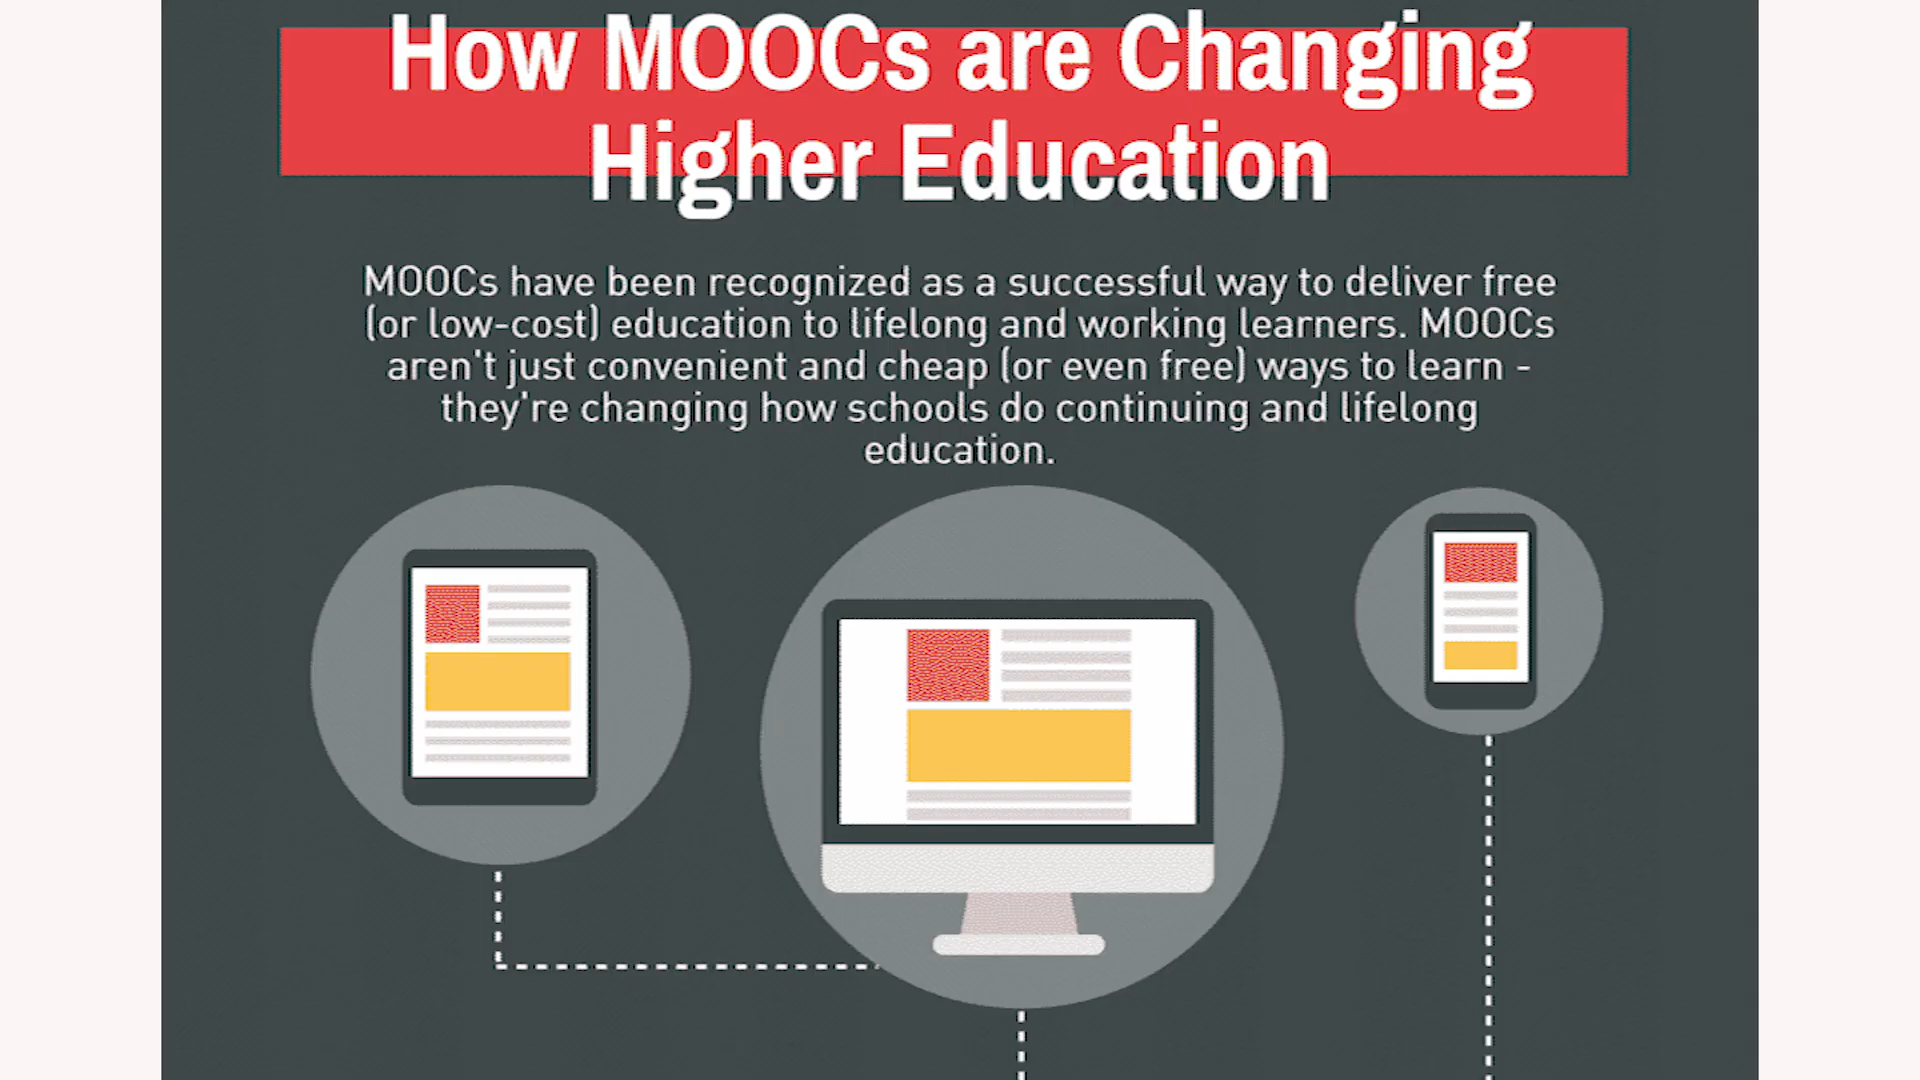 How MOOCs are Changing
Higher Education
MOOCs have been recognized as a successful way to deliver free
(or low-cost) education to lifelong and working learners. MOOCs
aren't just convenient and cheap (or even free) ways to learn -
they're changing how schools do continuing and lifelong
education.